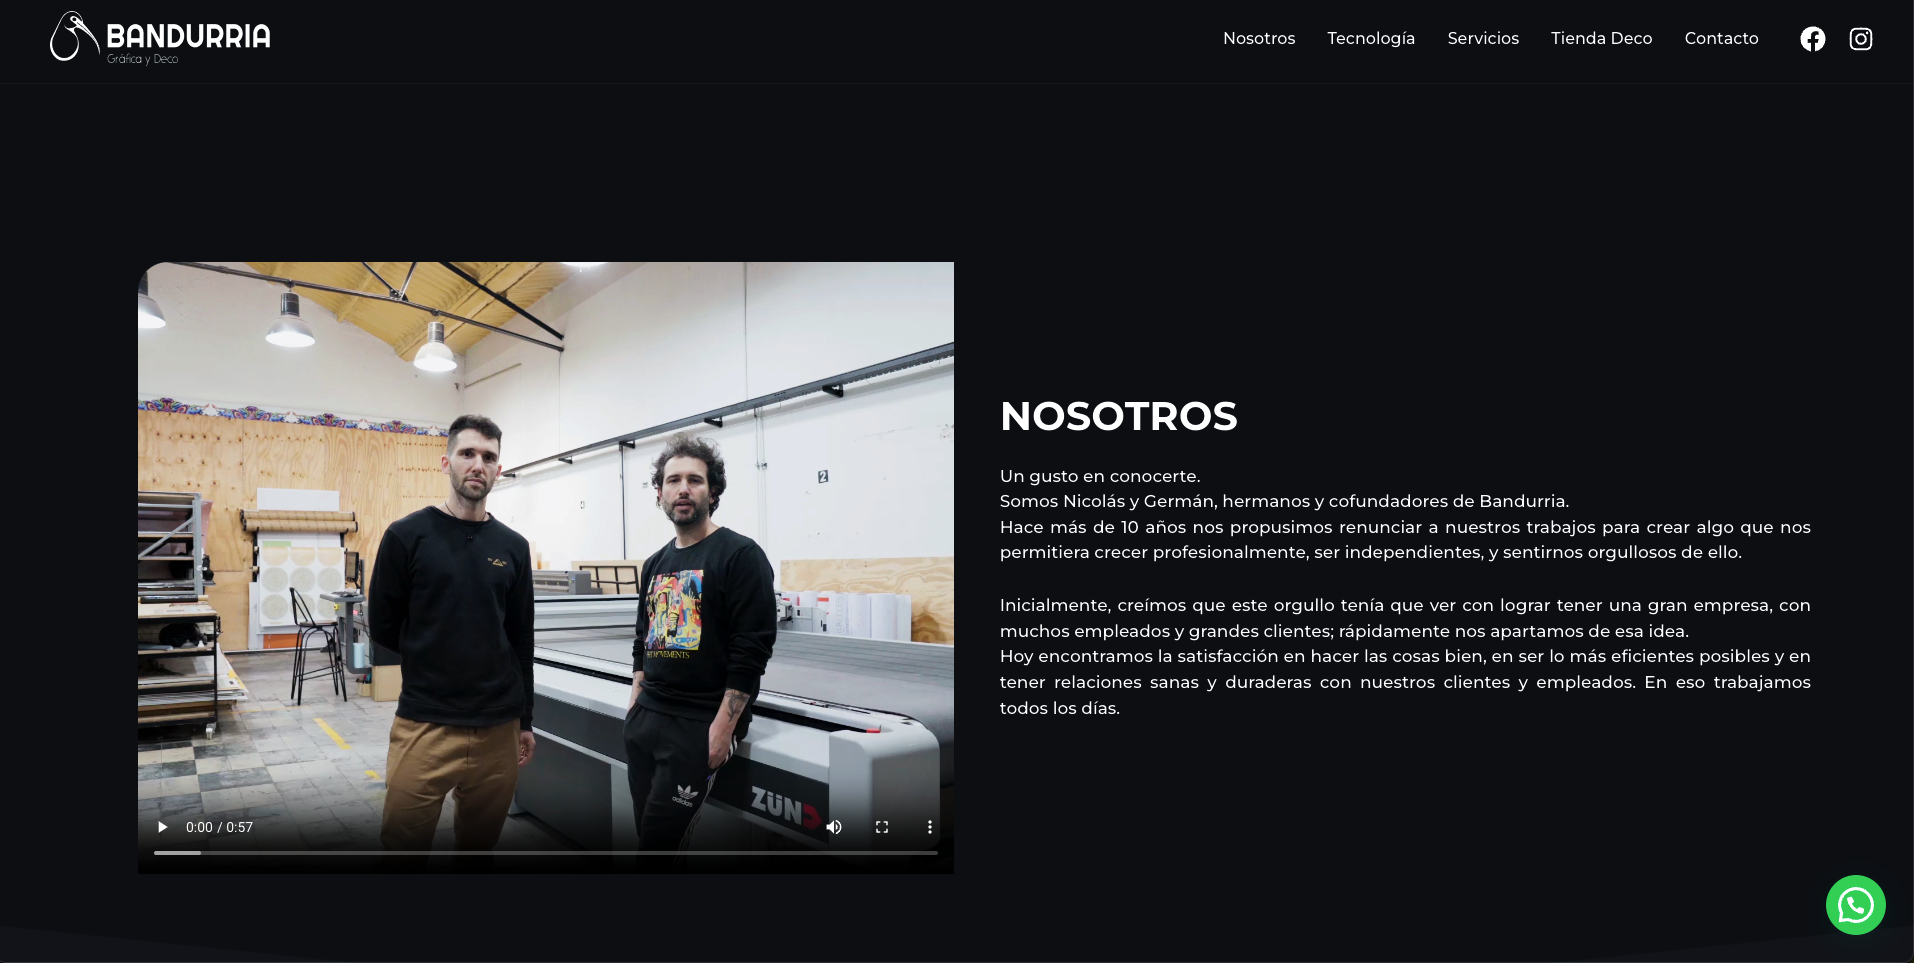 BANDURRIA
Gráfica y Deco
Nosotros
Tecnología
Servicios
Tienda Deco
Contacto
2
ZÜND
adidas
0:00 / 0:57
NOSOTROS
Un gusto en conocerte.
Somos Nicolás y Germán, hermanos y cofundadores de Bandurria.
Hace más de 10 años nos propusimos renunciar a nuestros trabajos para crear algo que nos
permitiera crecer profesionalmente, ser independientes, y sentirnos orgullosos de ello.
Inicialmente, creímos que este orgullo tenía que ver con lograr tener una gran empresa, con
muchos empleados y grandes clientes; rápidamente nos apartamos de esa idea.
Hoy encontramos la satisfacción en hacer las cosas bien, en ser lo más eficientes posibles y en
tener relaciones sanas y duraderas con nuestros clientes y empleados. En eso trabajamos
todos los días.